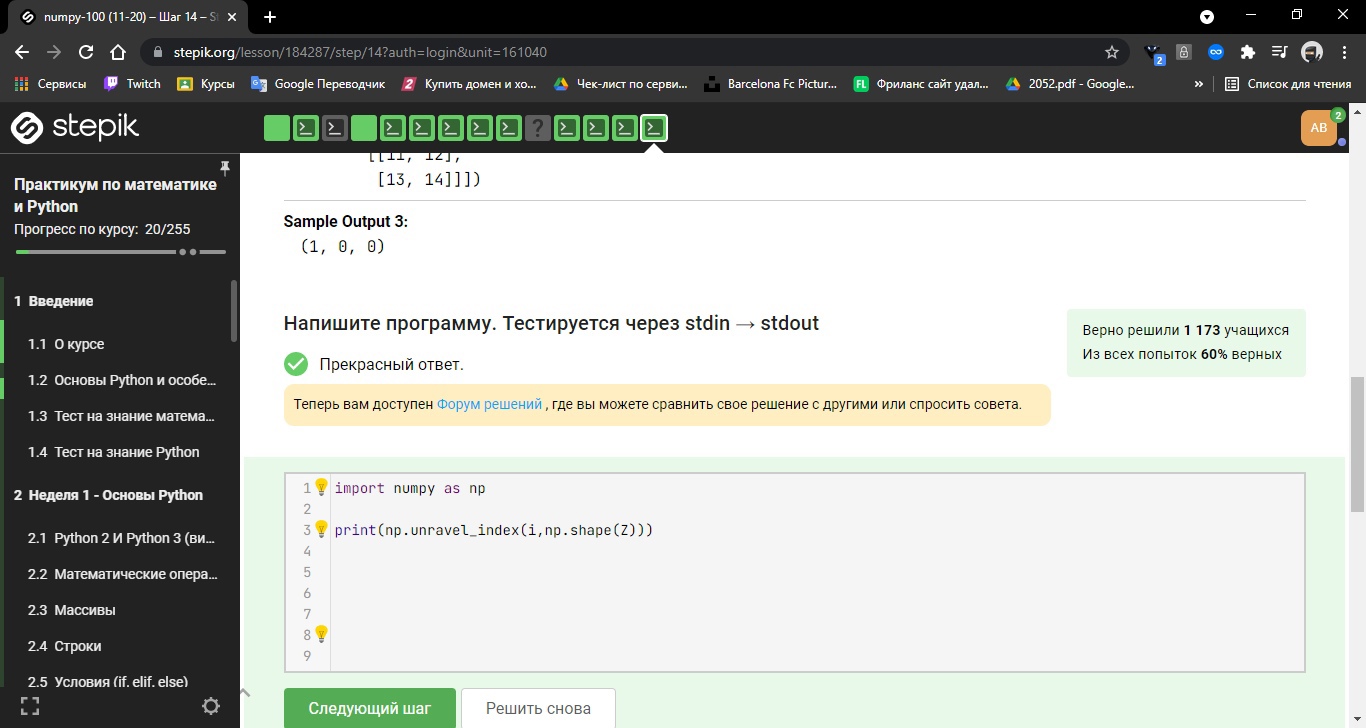 numpy-100 (11-20) – Шаг 14 – St
stepik.org/lesson/184287/step/14?auth=login&unit=161040
2
Сервисы Twitch Курсы Google Переводчик Купить домен и хо... Чек-лист по серви... Barcelona Fc Pictur... FL Фриланс сайт удал... 2052.pdf - Google... » Список для чтения
stepik
?
АВ 2
[[11, 12],
[13, 14]]])
Практикум по математике
и Python
Прогресс по курсу: 20/255
Sample Output 3:
(1, 0, 0)
1 Введение
1.1 О курсе
1.2 Основы Python и особе...
1.3 Тест на знание матема...
1.4 Тест на знание Python
2 Неделя 1 - Основы Python
2.1 Python 2 И Python 3 (ви...
2.2 Математические опера...
2.3 Массивы
2.4 Строки
2.5 Условия (if, elif, else)
Напишите программу. Тестируется через stdin → stdout
Верно решили 1 173 учащихся
Из всех попыток 60% верных
Прекрасный ответ.
Теперь вам доступен Форум решений , где вы можете сравнить свое решение с другими или спросить совета.
1 import numpy as np
2
3 print(np.unravel_index(i,np.shape(Z)))
4
5
6
7
8
9
Следующий шаг
Решить снова